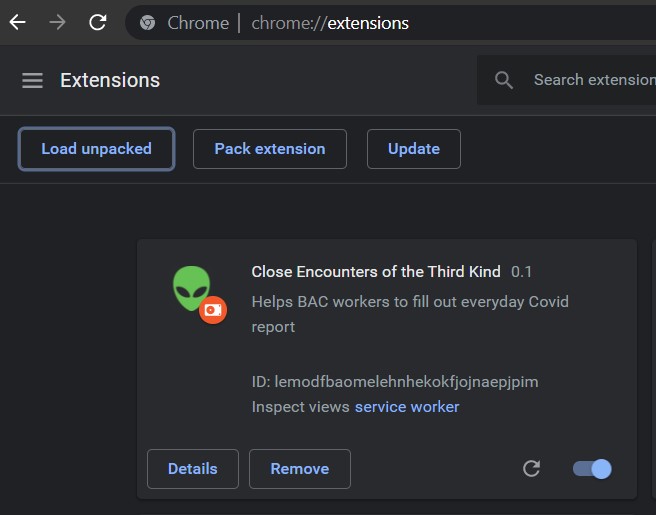 Chrome | chrome://extensions
Extensions
Search extension
Load unpacked
Pack extension
Update
Close Encounters of the Third Kind 0.1
Helps BAC workers to fill out everyday Covid
report
ID: lemodfbaomelehnhekokfjojnaepjpim
Inspect views service worker
Details
Remove